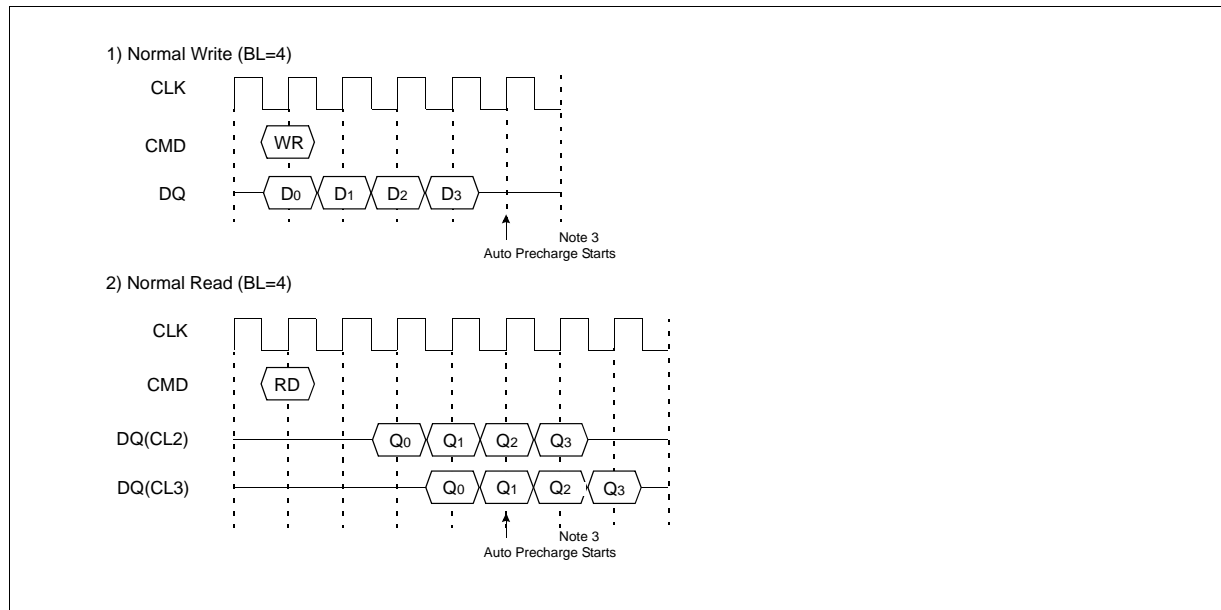 1) Normal Write (BL=4)
CLK
CMD
WR
DQ
D0 D1 D2 D3
Note 3
Auto Precharge Starts
2) Normal Read (BL=4)
CLK
CMD
RD
DQ(CL2)
Q0 Q1 Q2 Q3
DQ(CL3)
Q0 Q1 Q2 Q3
Note 3
Auto Precharge Starts